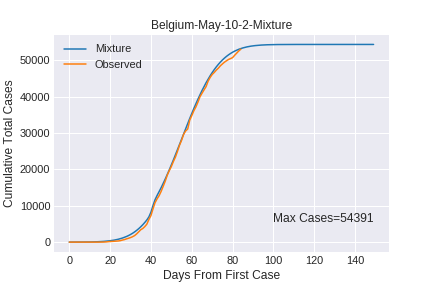 Belgium-May-10-2-Mixture
Mixture
Observed
50000
40000
30000
20000
10000
0
Cumulative Total Cases
Max Cases=54391
0 20 40 60 80 100 120 140
Days From First Case